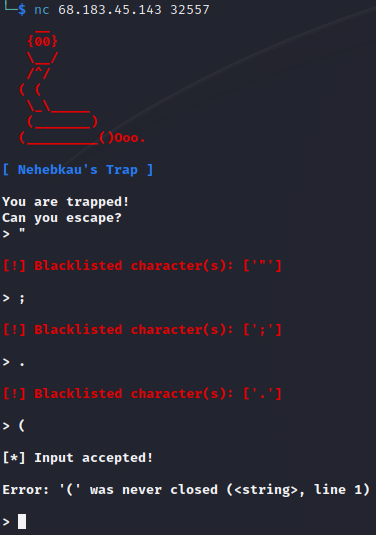 └─$ nc 68.183.45.143 32557
   __
   {00}
   \__/
   /^/
  ( (
   \_\_____
   (_______)
  (_________()Ooo.
[ Nehebkau's Trap ]
You are trapped!
Can you escape?
> "
[!] Blacklisted character(s): ['"']
> ;
[!] Blacklisted character(s): [';']
> .
[!] Blacklisted character(s): ['.']
> (
[*] Input accepted!
Error: '(' was never closed (<string>, line 1)
>